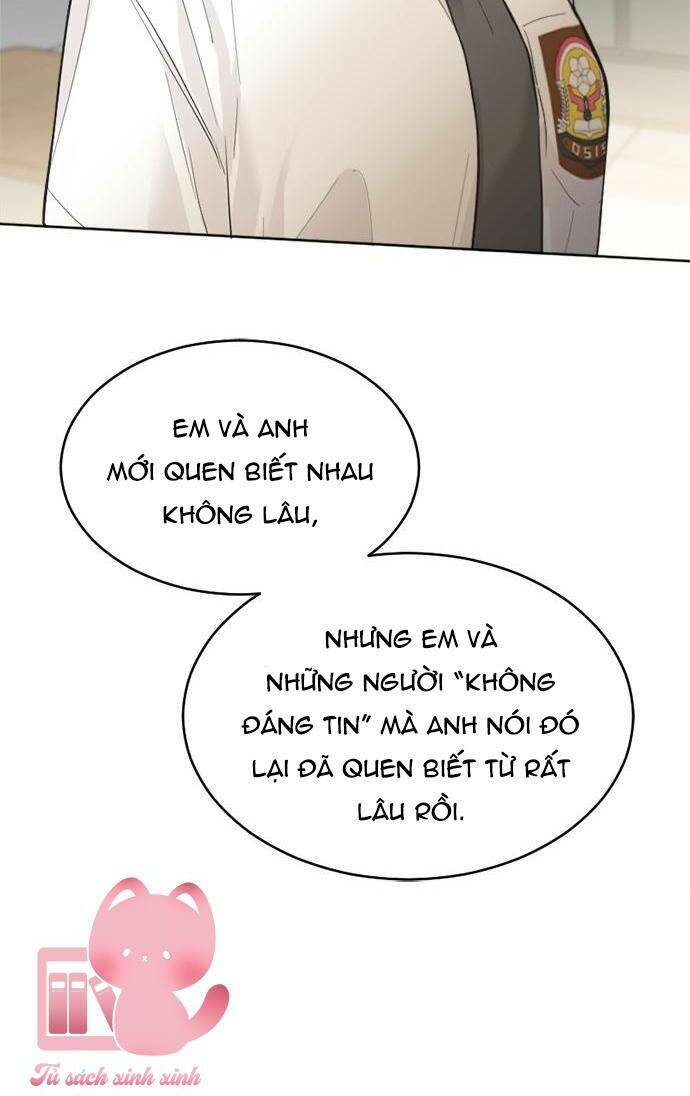 OSIS
EM VÀ ANH
MỚI QUEN BIẾT NHAU
KHÔNG LÂU,
NHƯNG EM VÀ
NHỮNG NGƯỜI “KHÔNG
ĐÁNG TIN” MÀ ANH NÓI ĐÓ
LẠI ĐÃ QUEN BIẾT TỪ RẤT
LÂU RỒI.
Tủ sách xinh xinh